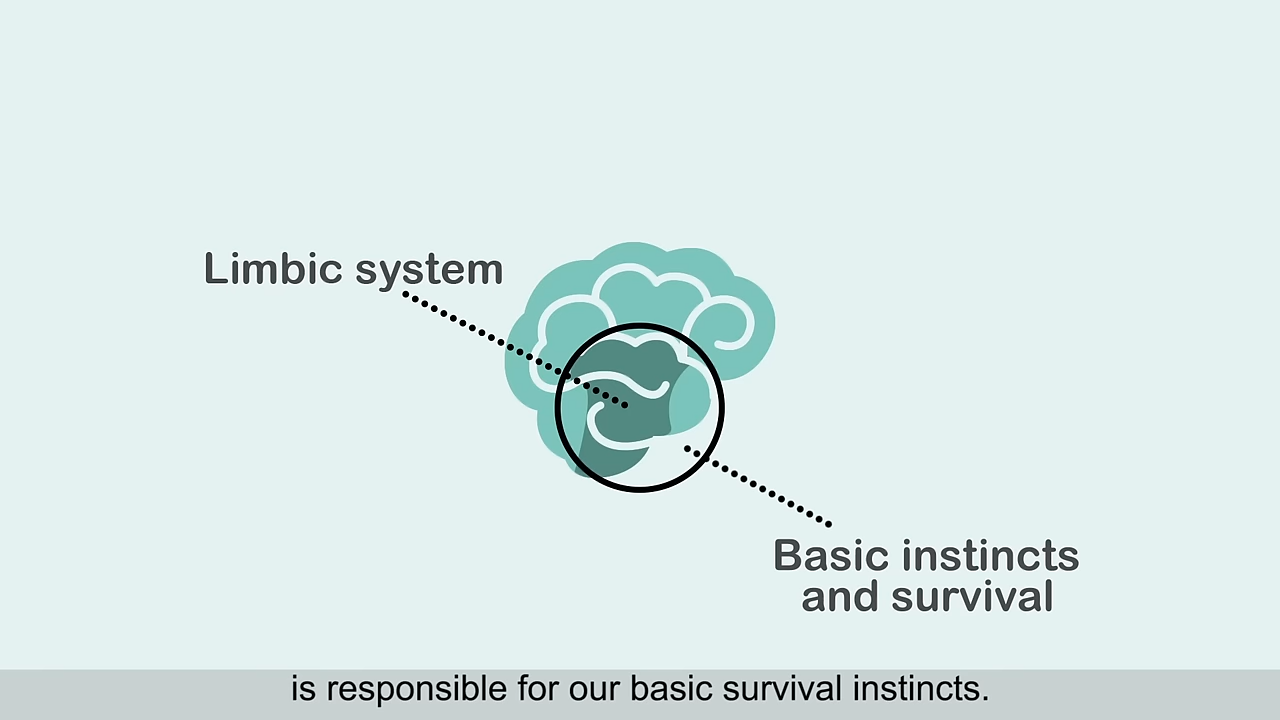 Limbic system
Basic instincts
and survival
is responsible for our basic survival instincts.